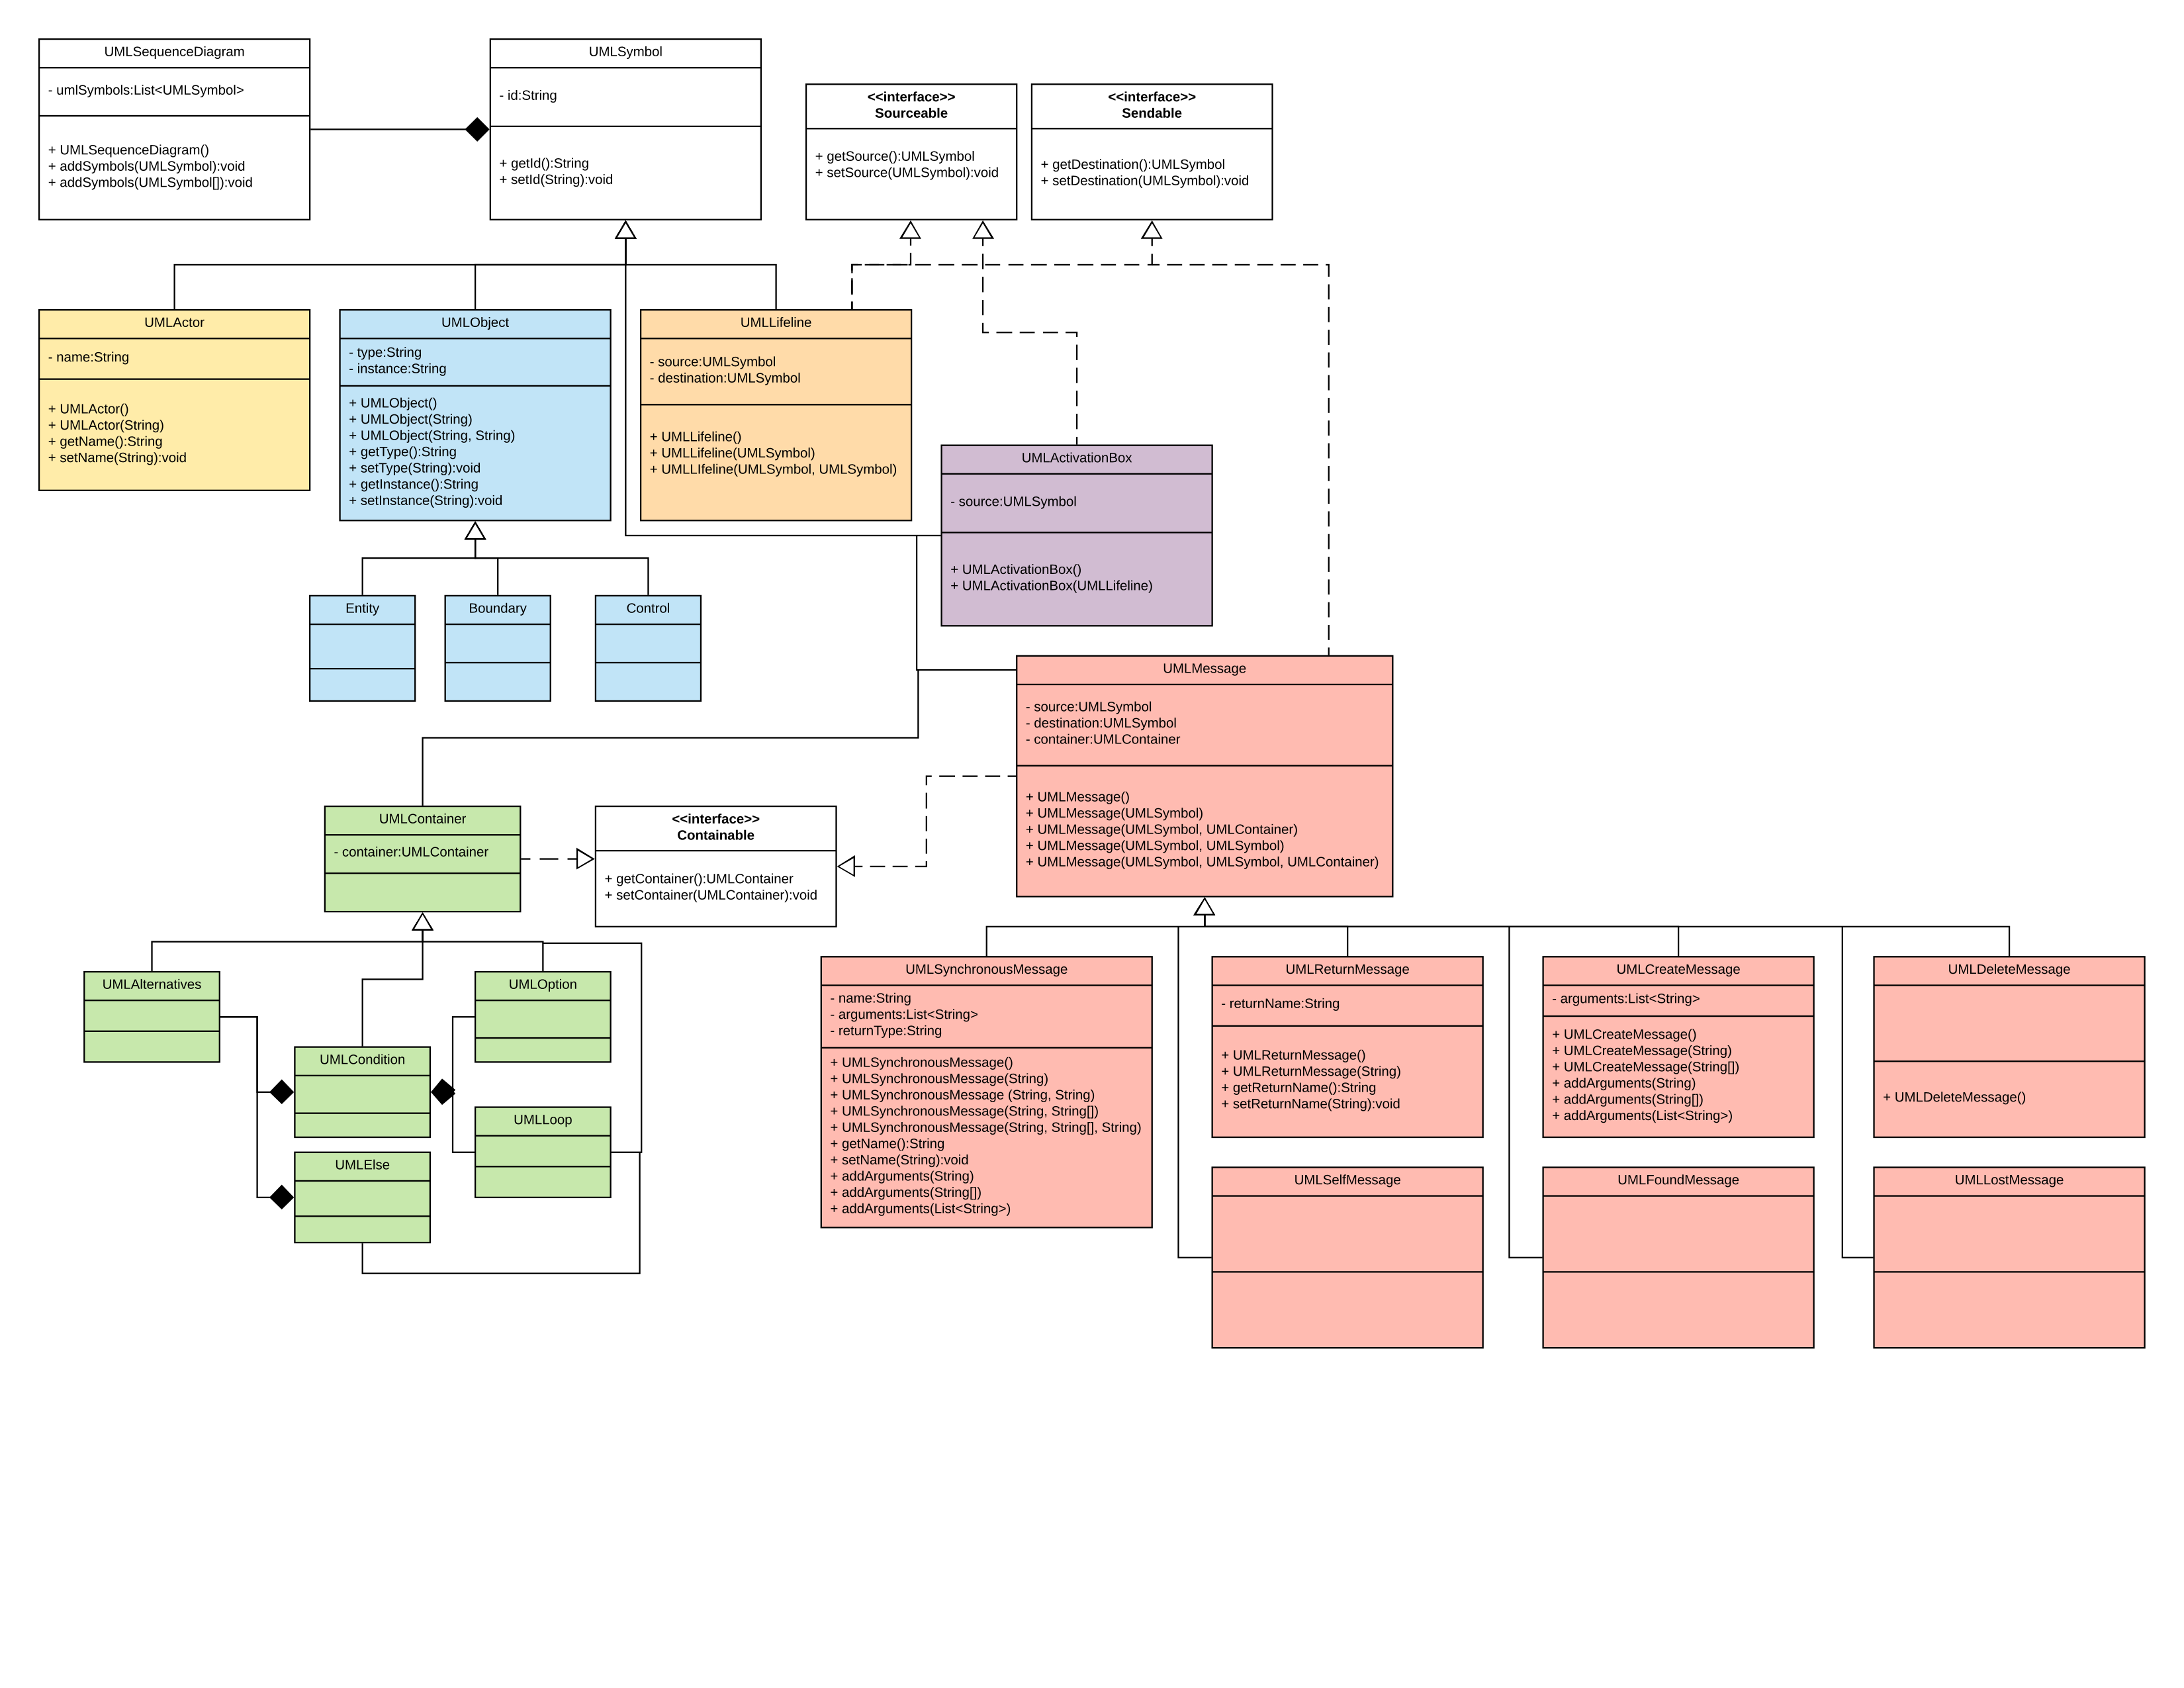 UMLSequenceDiagram
- umlSymbols:List<UMLSymbol>
+ UMLSequenceDiagram()
+ addSymbols(UMLSymbol):void
+ addSymbols(UMLSymbol[]):void
UMLSymbol
- id:String
+ getId():String
+ setId(String):void
<<interface>>
Sourceable
+ getSource():UMLSymbol
+ setSource(UMLSymbol):void
<<interface>>
Sendable
+ getDestination():UMLSymbol
+ setDestination(UMLSymbol):void
UMLActor
- name:String
+ UMLActor()
+ UMLActor(String)
+ getName():String
+ setName(String):void
UMLObject
- type:String
- instance:String
+ UMLObject()
+ UMLObject(String)
+ UMLObject(String, String)
+ getType():String
+ setType(String):void
+ getInstance():String
+ setInstance(String):void
UMLLifeline
- source:UMLSymbol
- destination:UMLSymbol
+ UMLLifeline()
+ UMLLifeline(UMLSymbol)
+ UMLLIfeline(UMLSymbol, UMLSymbol)
UMLActivationBox
- source:UMLSymbol
+ UMLActivationBox()
+ UMLActivationBox(UMLLifeline)
Entity
Boundary
Control
UMLMessage
- source:UMLSymbol
- destination:UMLSymbol
- container:UMLContainer
+ UMLMessage()
+ UMLMessage(UMLSymbol)
+ UMLMessage(UMLSymbol, UMLContainer)
+ UMLMessage(UMLSymbol, UMLSymbol)
+ UMLMessage(UMLSymbol, UMLSymbol, UMLContainer)
UMLContainer
- container:UMLContainer
<<interface>>
Containable
+ getContainer():UMLContainer
+ setContainer(UMLContainer):void
UMLAlternatives
UMLCondition
UMLOption
UMLLoop
UMLElse
UMLSynchronousMessage
- name:String
- arguments:List<String>
- returnType:String
+ UMLSynchronousMessage()
+ UMLSynchronousMessage(String)
+ UMLSynchronousMessage (String, String)
+ UMLSynchronousMessage(String, String[])
+ UMLSynchronousMessage(String, String[], String)
+ getName():String
+ setName(String):void
+ addArguments(String)
+ addArguments(String[])
+ addArguments(List<String>)
UMLReturnMessage
- returnName:String
+ UMLReturnMessage()
+ UMLReturnMessage(String)
+ getReturnName():String
+ setReturnName(String):void
UMLCreateMessage
- arguments:List<String>
+ UMLCreateMessage()
+ UMLCreateMessage(String)
+ UMLCreateMessage(String[])
+ addArguments(String)
+ addArguments(String[])
+ addArguments(List<String>)
UMLDeleteMessage
+ UMLDeleteMessage()
UMLSelfMessage
UMLFoundMessage
UMLLostMessage